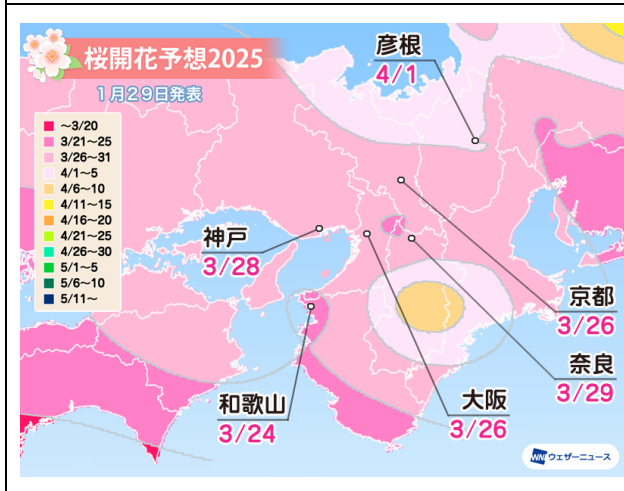 桜開花予想2025
1月29日発表
～3/20
3/21～25
3/26～31
4/1～5
4/6～10
4/11～15
4/16～20
4/21～25
4/26～30
5/1～5
5/6～10
5/11～
彦根
4/1
神戸
3/28
京都
3/26
奈良
3/29
大阪
3/26
和歌山
3/24
WN ウェザーニュース